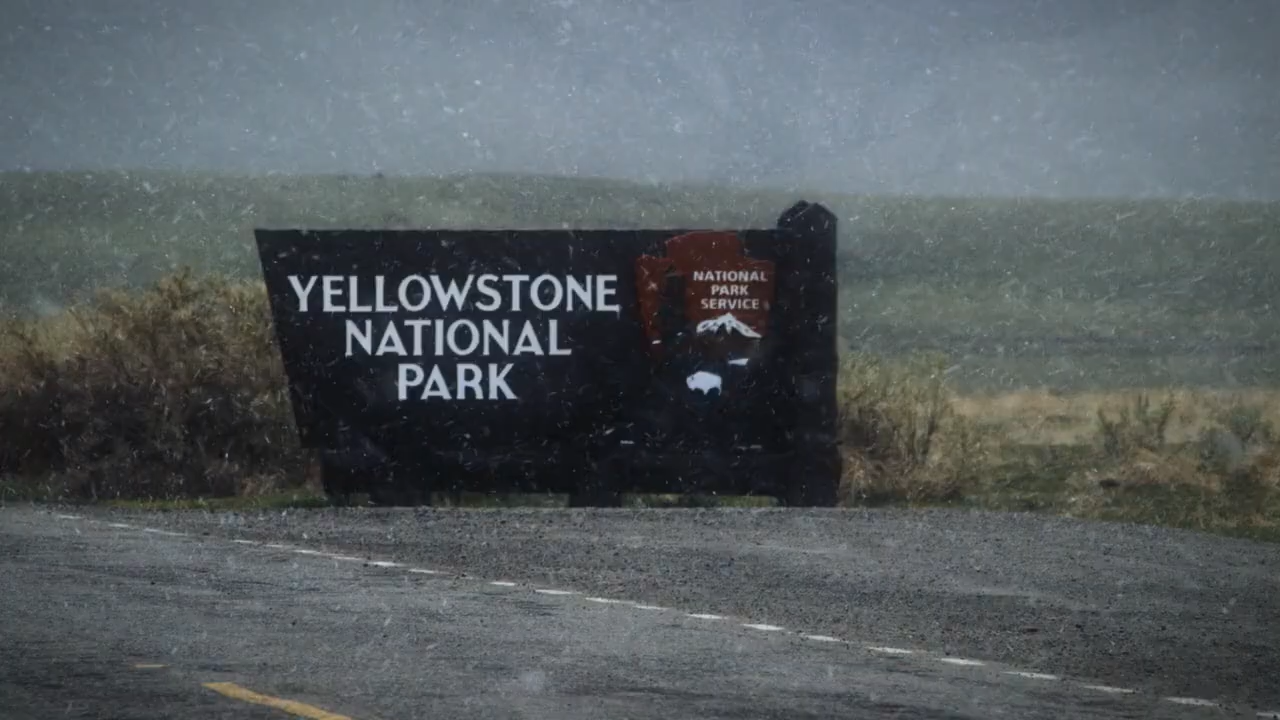 YELLOWSTONE
NATIONAL
PARK
NATIONAL
PARK
SERVICE